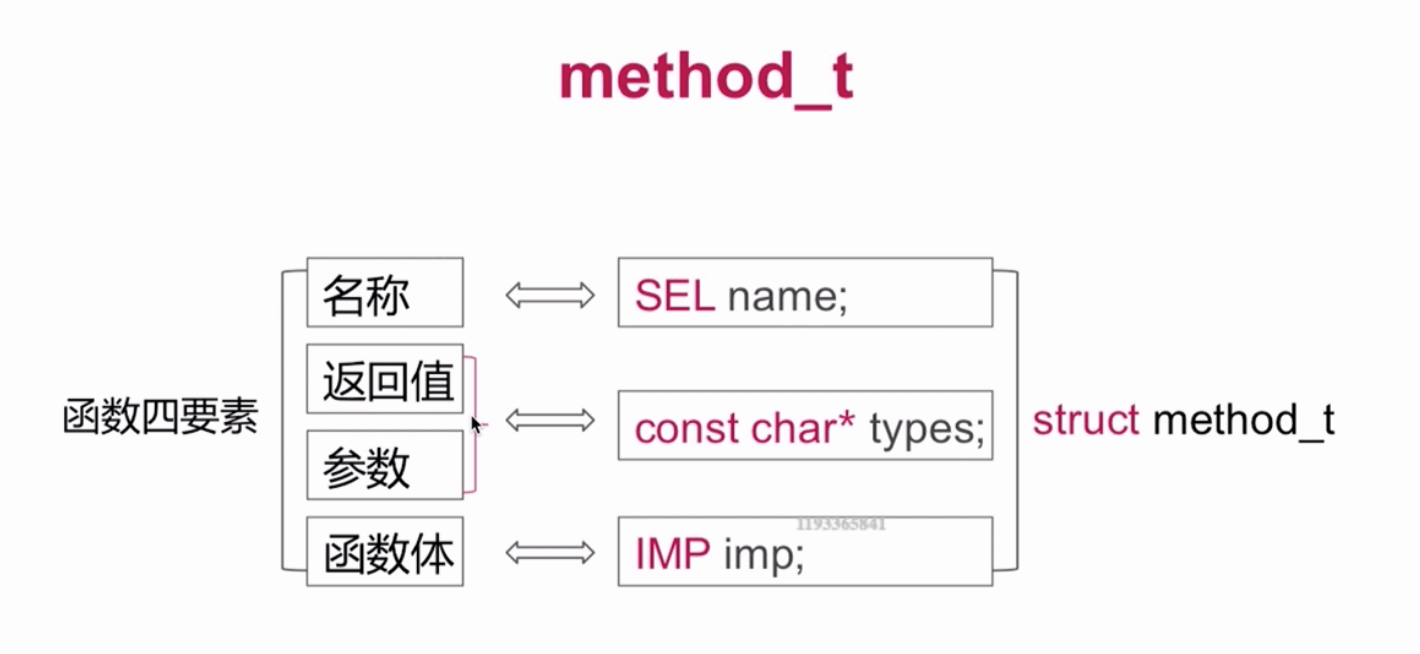 method_t
名称
SEL name;
返回值
函数四要素
const char* types;
struct method_t
参数
1193365841
函数体
IMP imp;